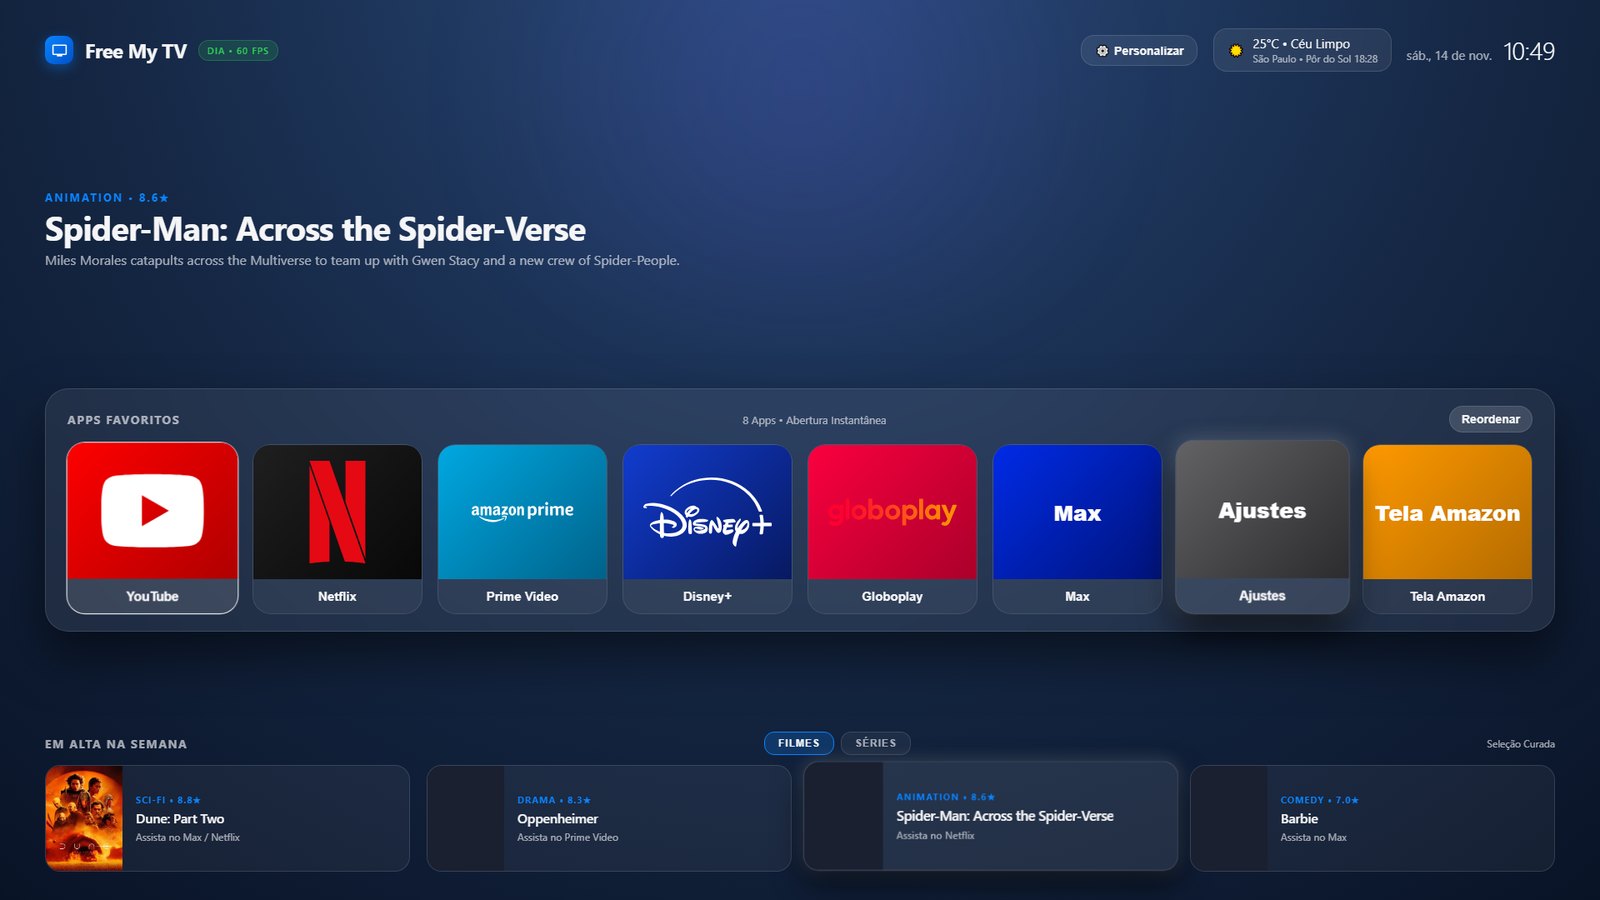 Free My TV
DIA • 60 FPS
Personalizar
25°C • Céu Limpo
São Paulo • Pôr do Sol 18:28
sáb., 14 de nov.
10:49
ANIMATION • 8.6★
Spider-Man: Across the Spider-Verse
Miles Morales catapults across the Multiverse to team up with Gwen Stacy and a new crew of Spider-People.
APPS FAVORITOS
8 Apps • Abertura Instantânea
Reordenar
N
amazon prime
Disney+
globoplay
Max
Ajustes
Tela Amazon
YouTube
Netflix
Prime Video
Disney+
Globoplay
Max
Ajustes
Tela Amazon
EM ALTA NA SEMANA
FILMES
SÉRIES
Seleção Curada
DUNE
SCI-FI • 8.8★
Dune: Part Two
Assista no Max / Netflix
DRAMA • 8.3★
Oppenheimer
Assista no Prime Video
ANIMATION • 8.6★
Spider-Man: Across the Spider-Verse
Assista no Netflix
COMEDY • 7.0★
Barbie
Assista no Max